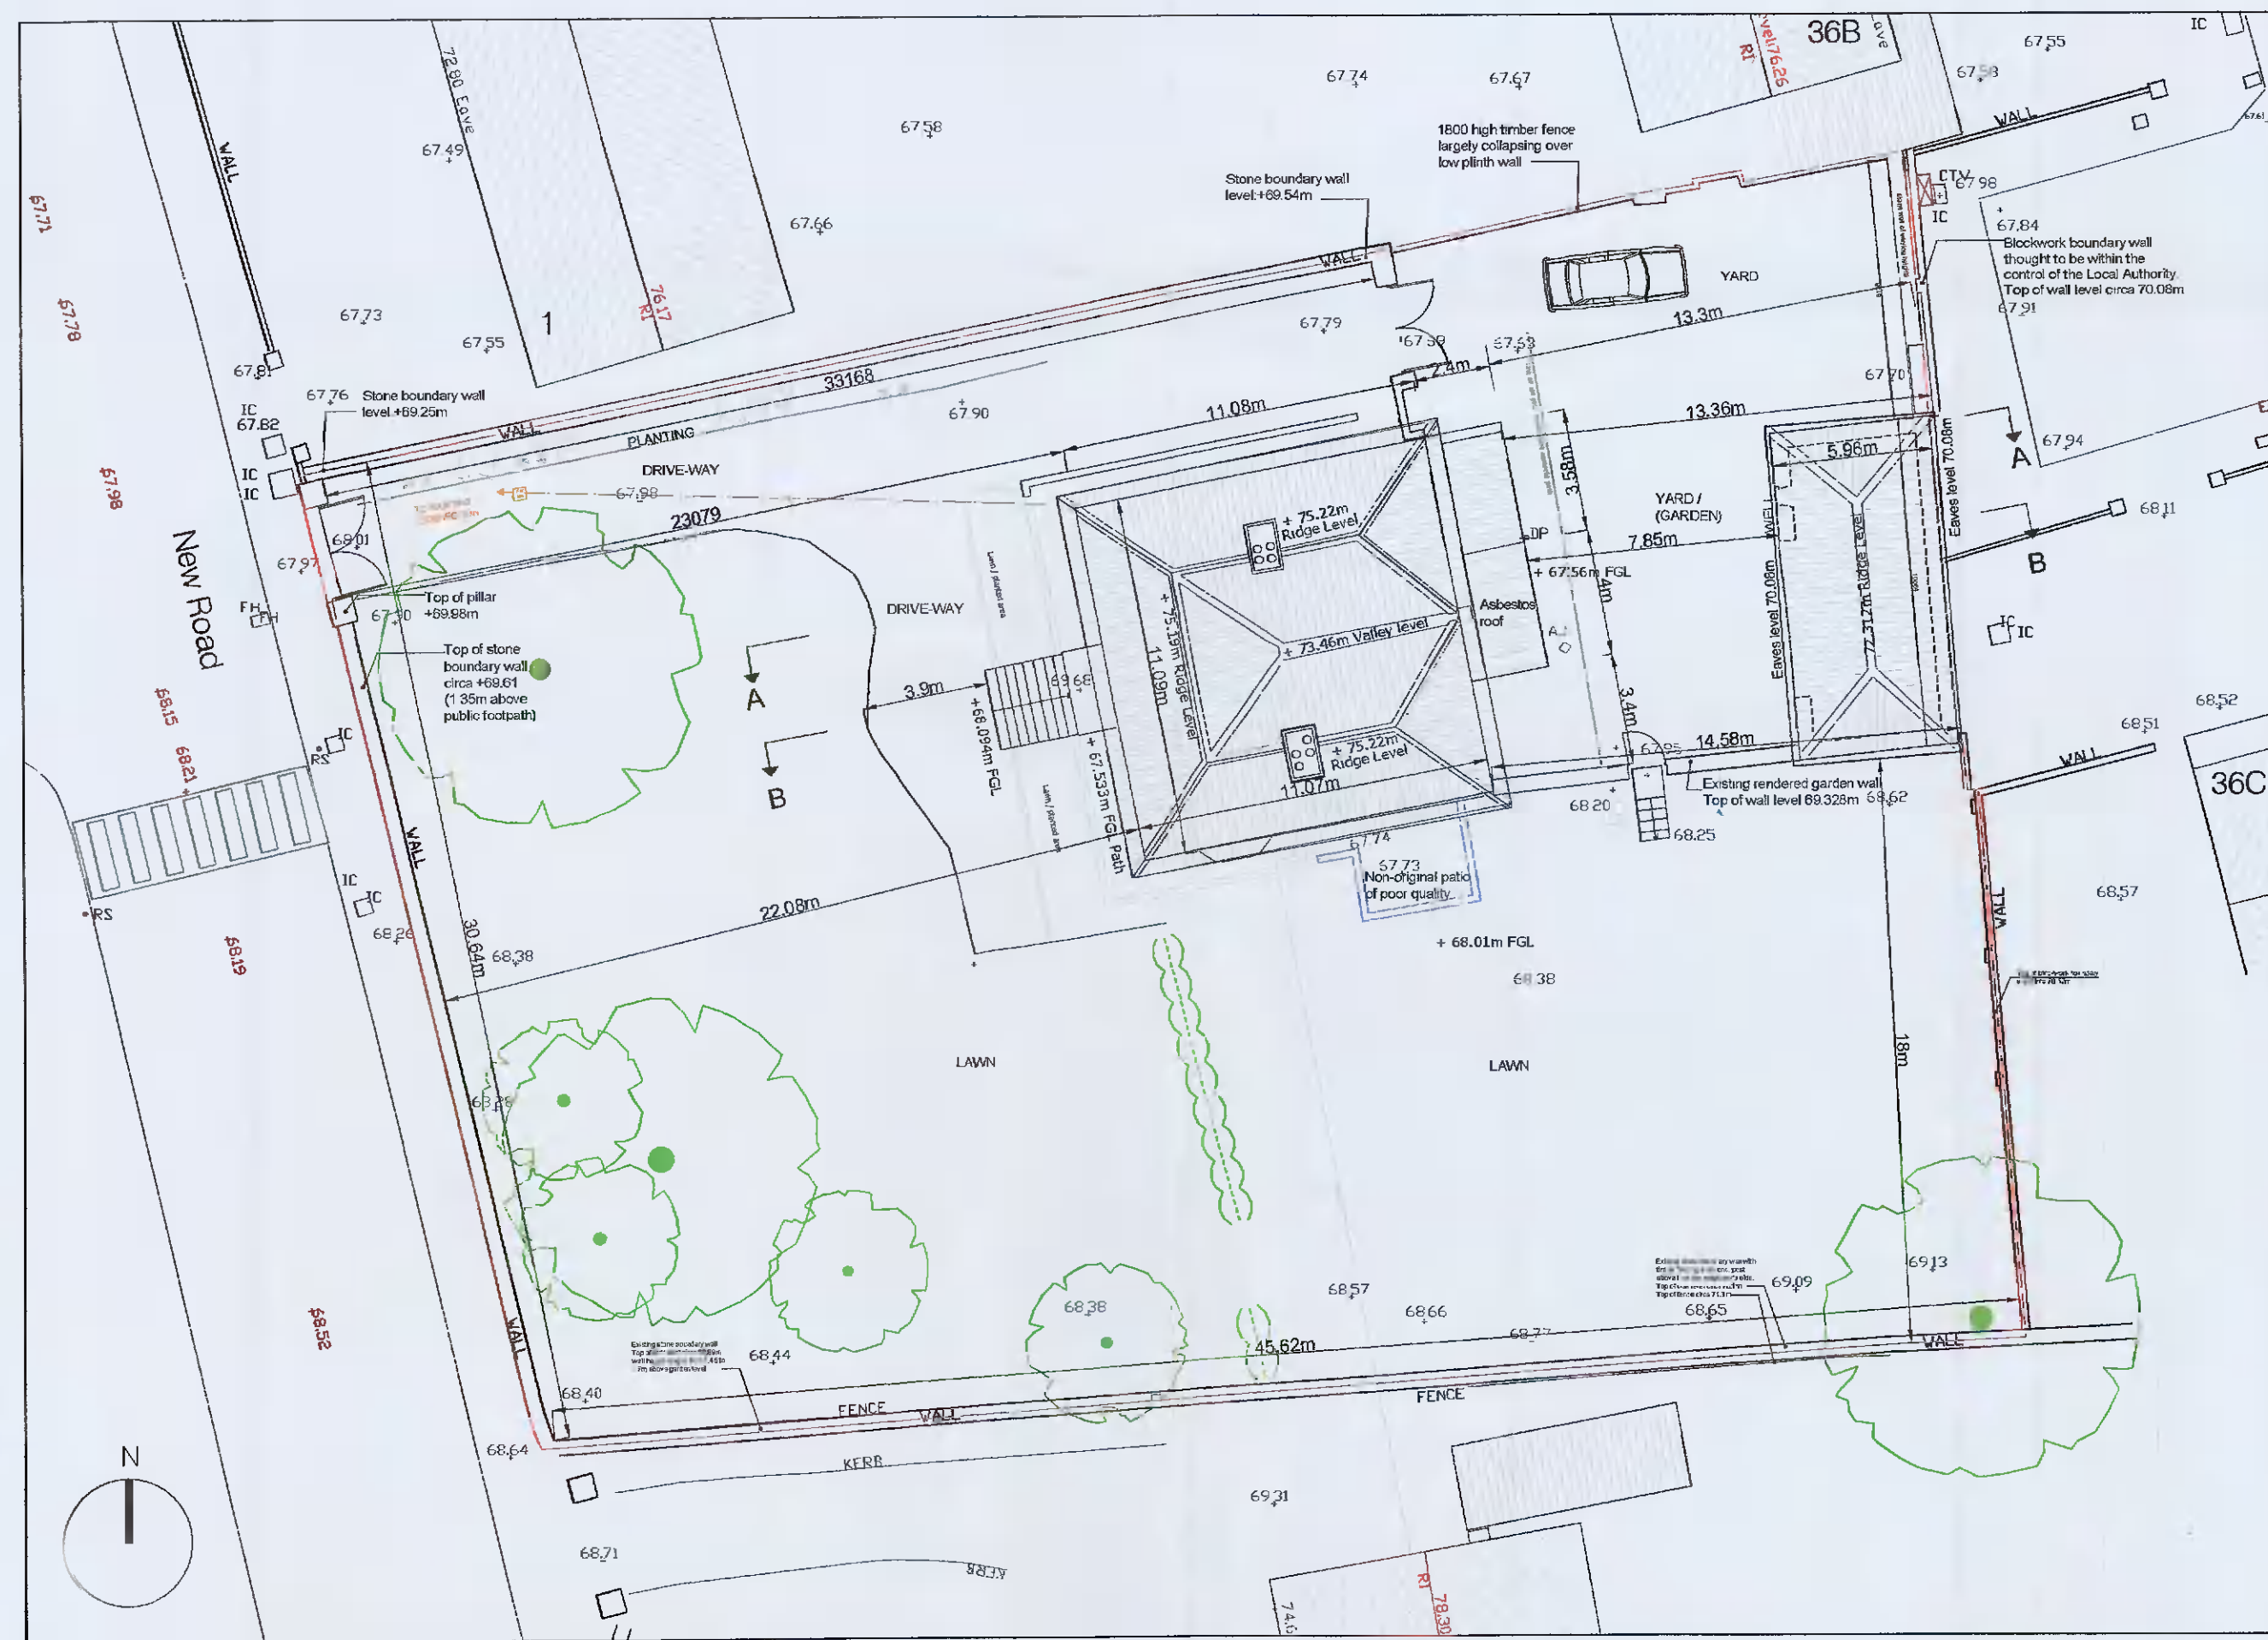 36B
IC
67.55
67.58
72.80 Eave
WALL
67.49
67.58
67.74
67.67
RI
76.26
67.61
WALL
1800 high timber fence
largely collapsing over
low plinth wall
Stone boundary wall
level:+69.54m
CTV
67.98
IC
67.71
67.66
67.84
Blockwork boundary wall
thought to be within the
control of the Local Authority
Top of wall level circa 70.08m
67.91
WALL
YARD
67.78
67.73
67.55
1
76.17
RI
67.79
13.3m
67.63
2.4m
67.70
67.76
Stone boundary wall
level:+69.25m
33168
67.90
11.08m
13.36m
IC
67.82
WALL
PLANTING
DRIVE-WAY
67.98
IC
IC
23079
3.58m
5.96m
Eaves level 70.08m
67.94
A
67.98
New Road
68.01
67.97
+ 75.22m
Ridge Level
YARD /
(GARDEN)
DP
7.85m
68.11
B
+ 67.56m FGL
4m
FH
FH
Top of pillar
+69.98m
DRIVE-WAY
Asbestos
roof
+ 75.19m Ridge Level
+ 73.46m Valley level
Eaves level 70.08m
72.312m Ridge Level
IC
IC
Top of stone
boundary wall
circa +69.61
(1.35m above
public footpath)
11.09m
69.68
3.9m
A
+68.094m FGL
+ 67.533m FGL Path
3.4m
68.15
68.21
IC
RS
+ 75.22m
Ridge Level
11.07m
14.58m
68.52
68.51
WALL
B
Existing rendered garden wall
Top of wall level 69.328m
68.62
36C
68.20
68.25
WALL
67.74
67.73
Non-original patio
of poor quality
IC
IC
RS
68.26
22.08m
68.57
WALL
68.19
30.64m
68.38
+ 68.01m FGL
68.38
LAWN
LAWN
18m
69.13
69.09
68.57
68.66
68.65
68.38
68.52
WALL
45.62m
WALL
68.44
68.40
FENCE
WALL
FENCE
68.64
N
KERB
69.31
68.71
KERB
RI
78.30